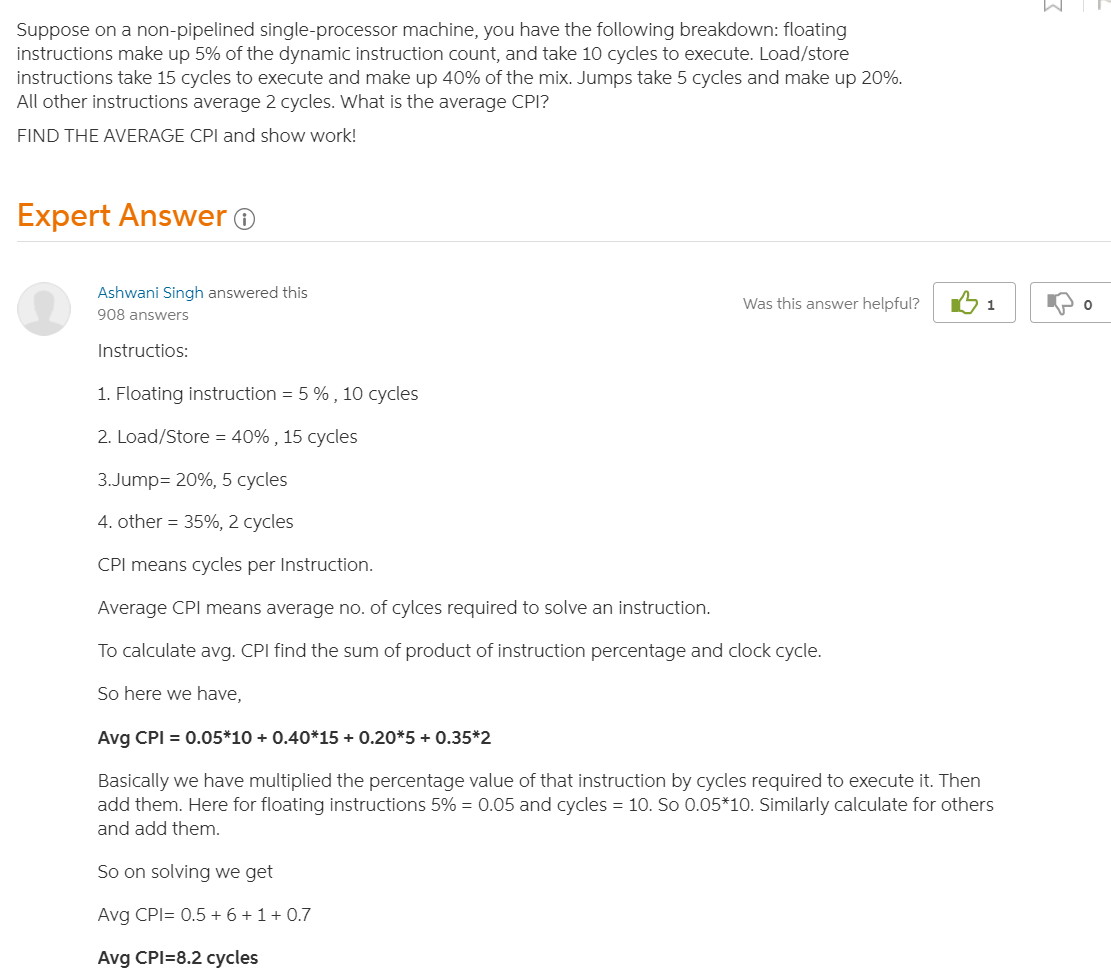 Suppose on a non-pipelined single-processor machine, you have the following breakdown: floating
instructions make up 5% of the dynamic instruction count, and take 10 cycles to execute. Load/store
instructions take 15 cycles to execute and make up 40% of the mix. Jumps take 5 cycles and make up 20%.
All other instructions average 2 cycles. What is the average CPI?
FIND THE AVERAGE CPI and show work!
Expert Answer
Ashwani Singh answered this
908 answers
Was this answer helpful?
1
0
Instructios:
1. Floating instruction = 5 % , 10 cycles
2. Load/Store = 40% , 15 cycles
3.Jump= 20%, 5 cycles
4. other = 35%, 2 cycles
CPI means cycles per Instruction.
Average CPI means average no. of cylces required to solve an instruction.
To calculate avg. CPI find the sum of product of instruction percentage and clock cycle.
So here we have,
Avg CPI = 0.05*10 + 0.40*15 + 0.20*5 + 0.35*2
Basically we have multiplied the percentage value of that instruction by cycles required to execute it. Then
add them. Here for floating instructions 5% = 0.05 and cycles = 10. So 0.05*10. Similarly calculate for others
and add them.
So on solving we get
Avg CPI= 0.5 + 6 + 1 + 0.7
Avg CPI=8.2 cycles